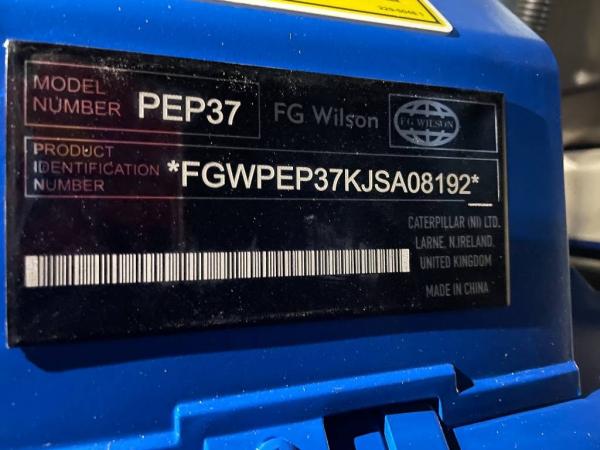 MODEL
NUMBER PEP37
FG Wilson
FG WILSON
PRODUCT
IDENTIFICATION
NUMBER
*FGWPEP37KJSA08192*
CATERPILLAR (NI) LTD.
LARNE, N.IRELAND,
UNITED KINGDOM
MADE IN CHINA